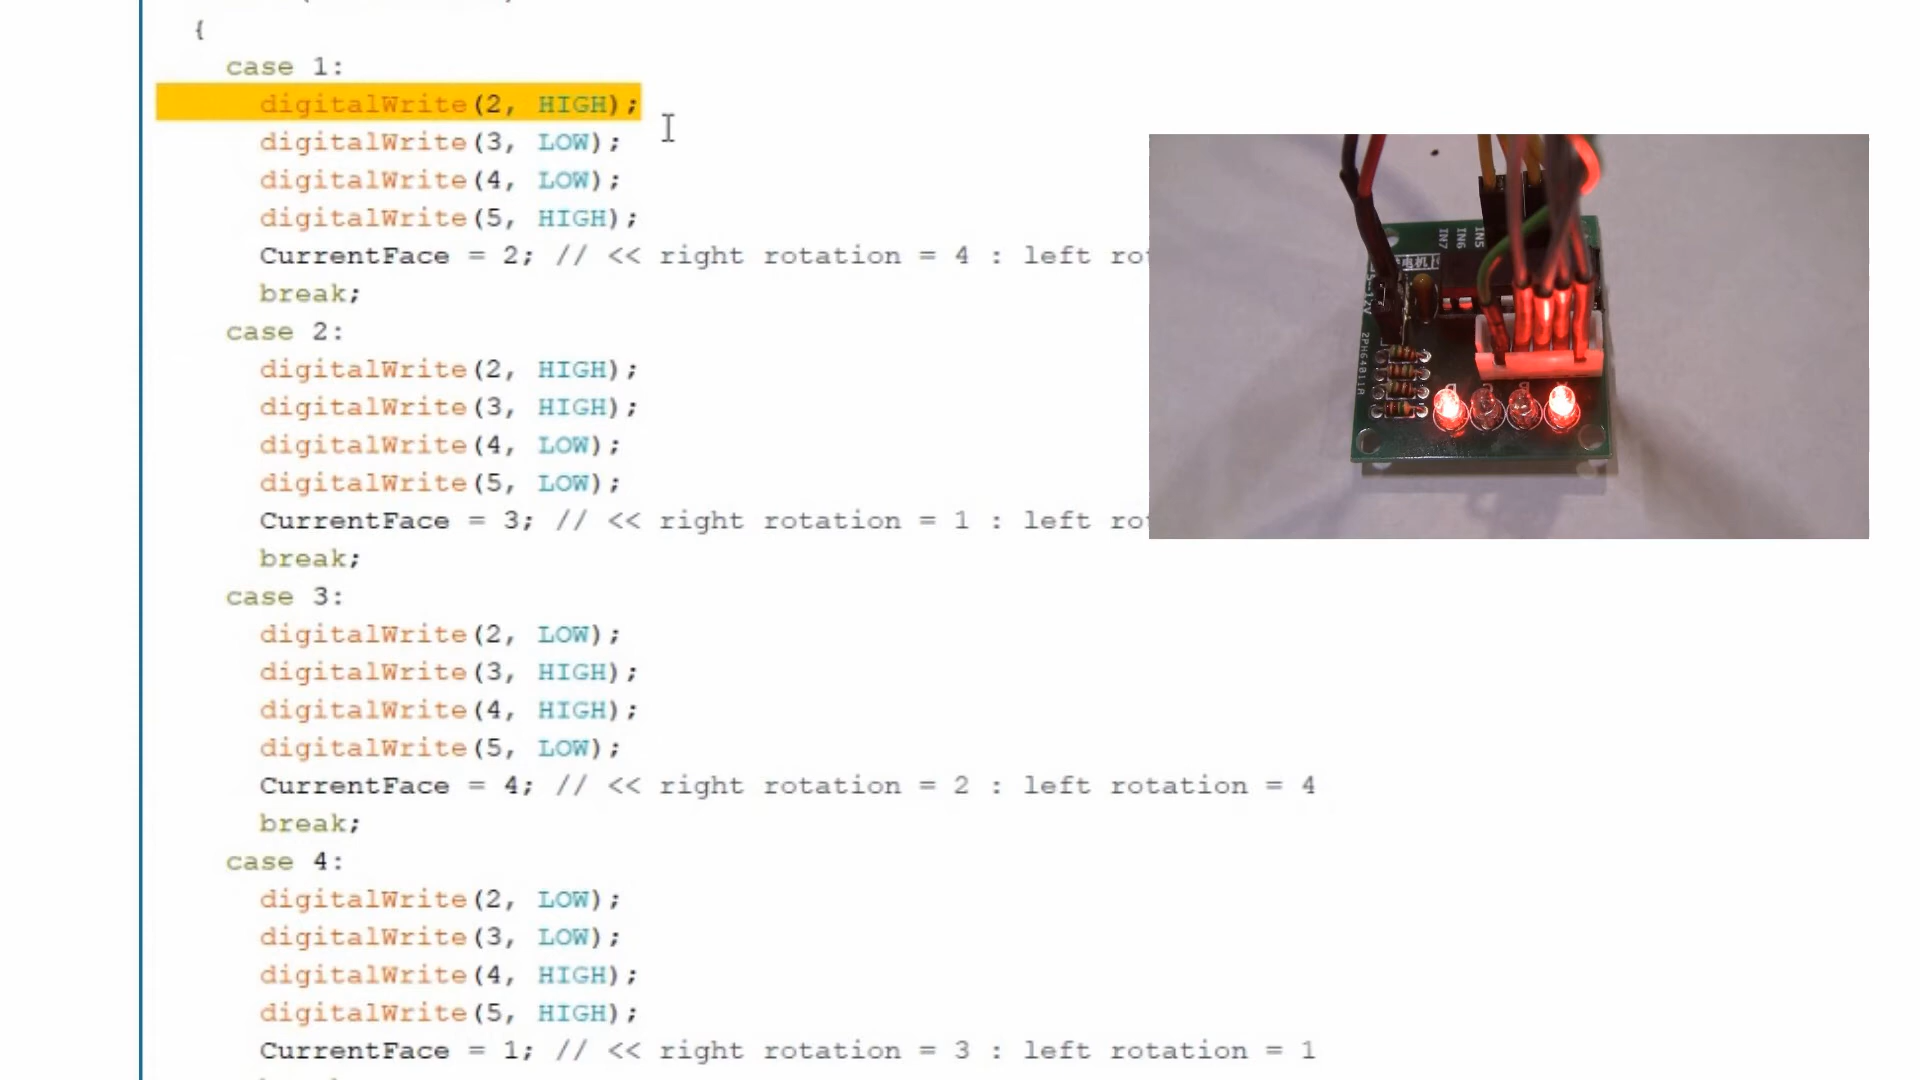 {
case 1:
digitalWrite(2, HIGH);
digitalWrite(3, LOW);
digitalWrite(4, LOW);
digitalWrite(5, HIGH);
CurrentFace = 2; // << right rotation = 4 : left
break;
case 2:
digitalWrite(2, HIGH);
digitalWrite(3, HIGH);
digitalWrite(4, LOW);
digitalWrite(5, LOW);
CurrentFace = 3; // << right rotation = 1 : left
break;
case 3:
digitalWrite(2, LOW);
digitalWrite(3, HIGH);
digitalWrite(4, HIGH);
digitalWrite(5, LOW);
CurrentFace = 4; // << right rotation = 2 : left rotation = 4
break;
case 4:
digitalWrite(2, LOW);
digitalWrite(3, LOW);
digitalWrite(4, HIGH);
digitalWrite(5, HIGH);
CurrentFace = 1; // << right rotation = 3 : left rotation = 1
IN7
IN6
IN5
2PH64011A